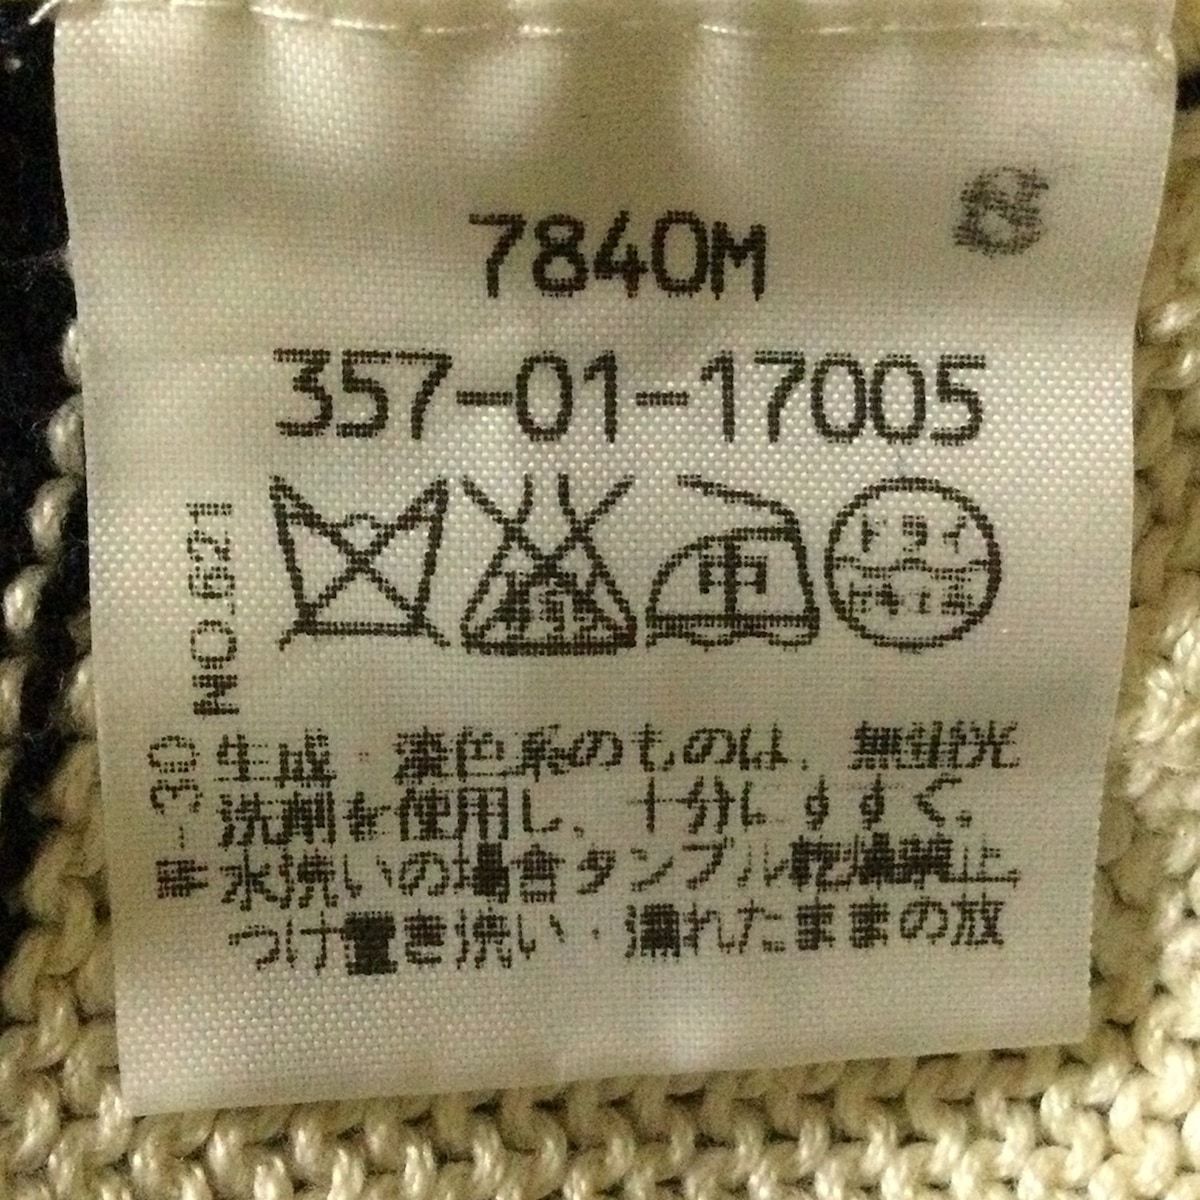 7840M
357-01-17005
中
ドライ
NO.621
生成・淡色系のものは、無蛍光
洗剤を使用し、十分にすすぐ。
水洗いの場合タンブル乾燥禁止
つけ置き洗い・濡れたままの放